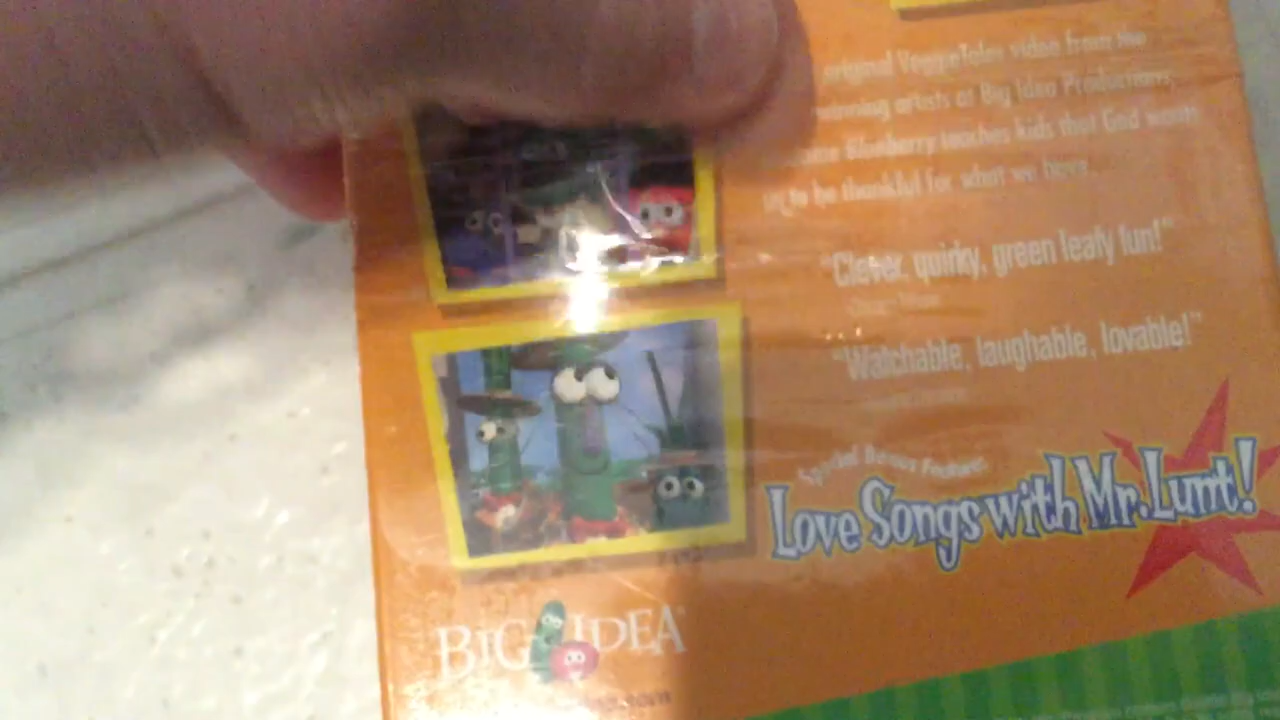 original VeggieTales video from the
winning artists at Big Idea Productions,
Blueberry teaches kids that God wants
us to be thankful for what we have.
"Clever, quirky, green leafy fun!"
"Watchable, laughable, lovable!"
Special Bonus Feature:
Love Songs with Mr. Lunt!
BIG IDEA